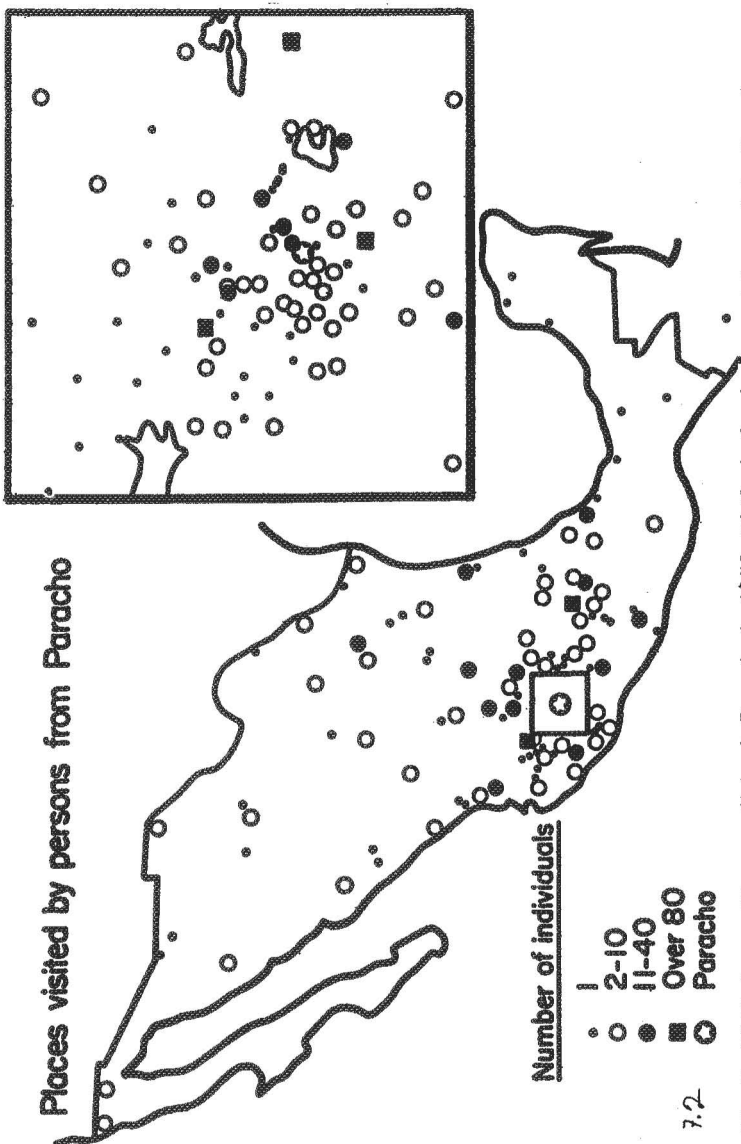 Places visited by persons from Paracho
Number of individuals
1
2-10
11-40
Over 80
Paracho
7.2